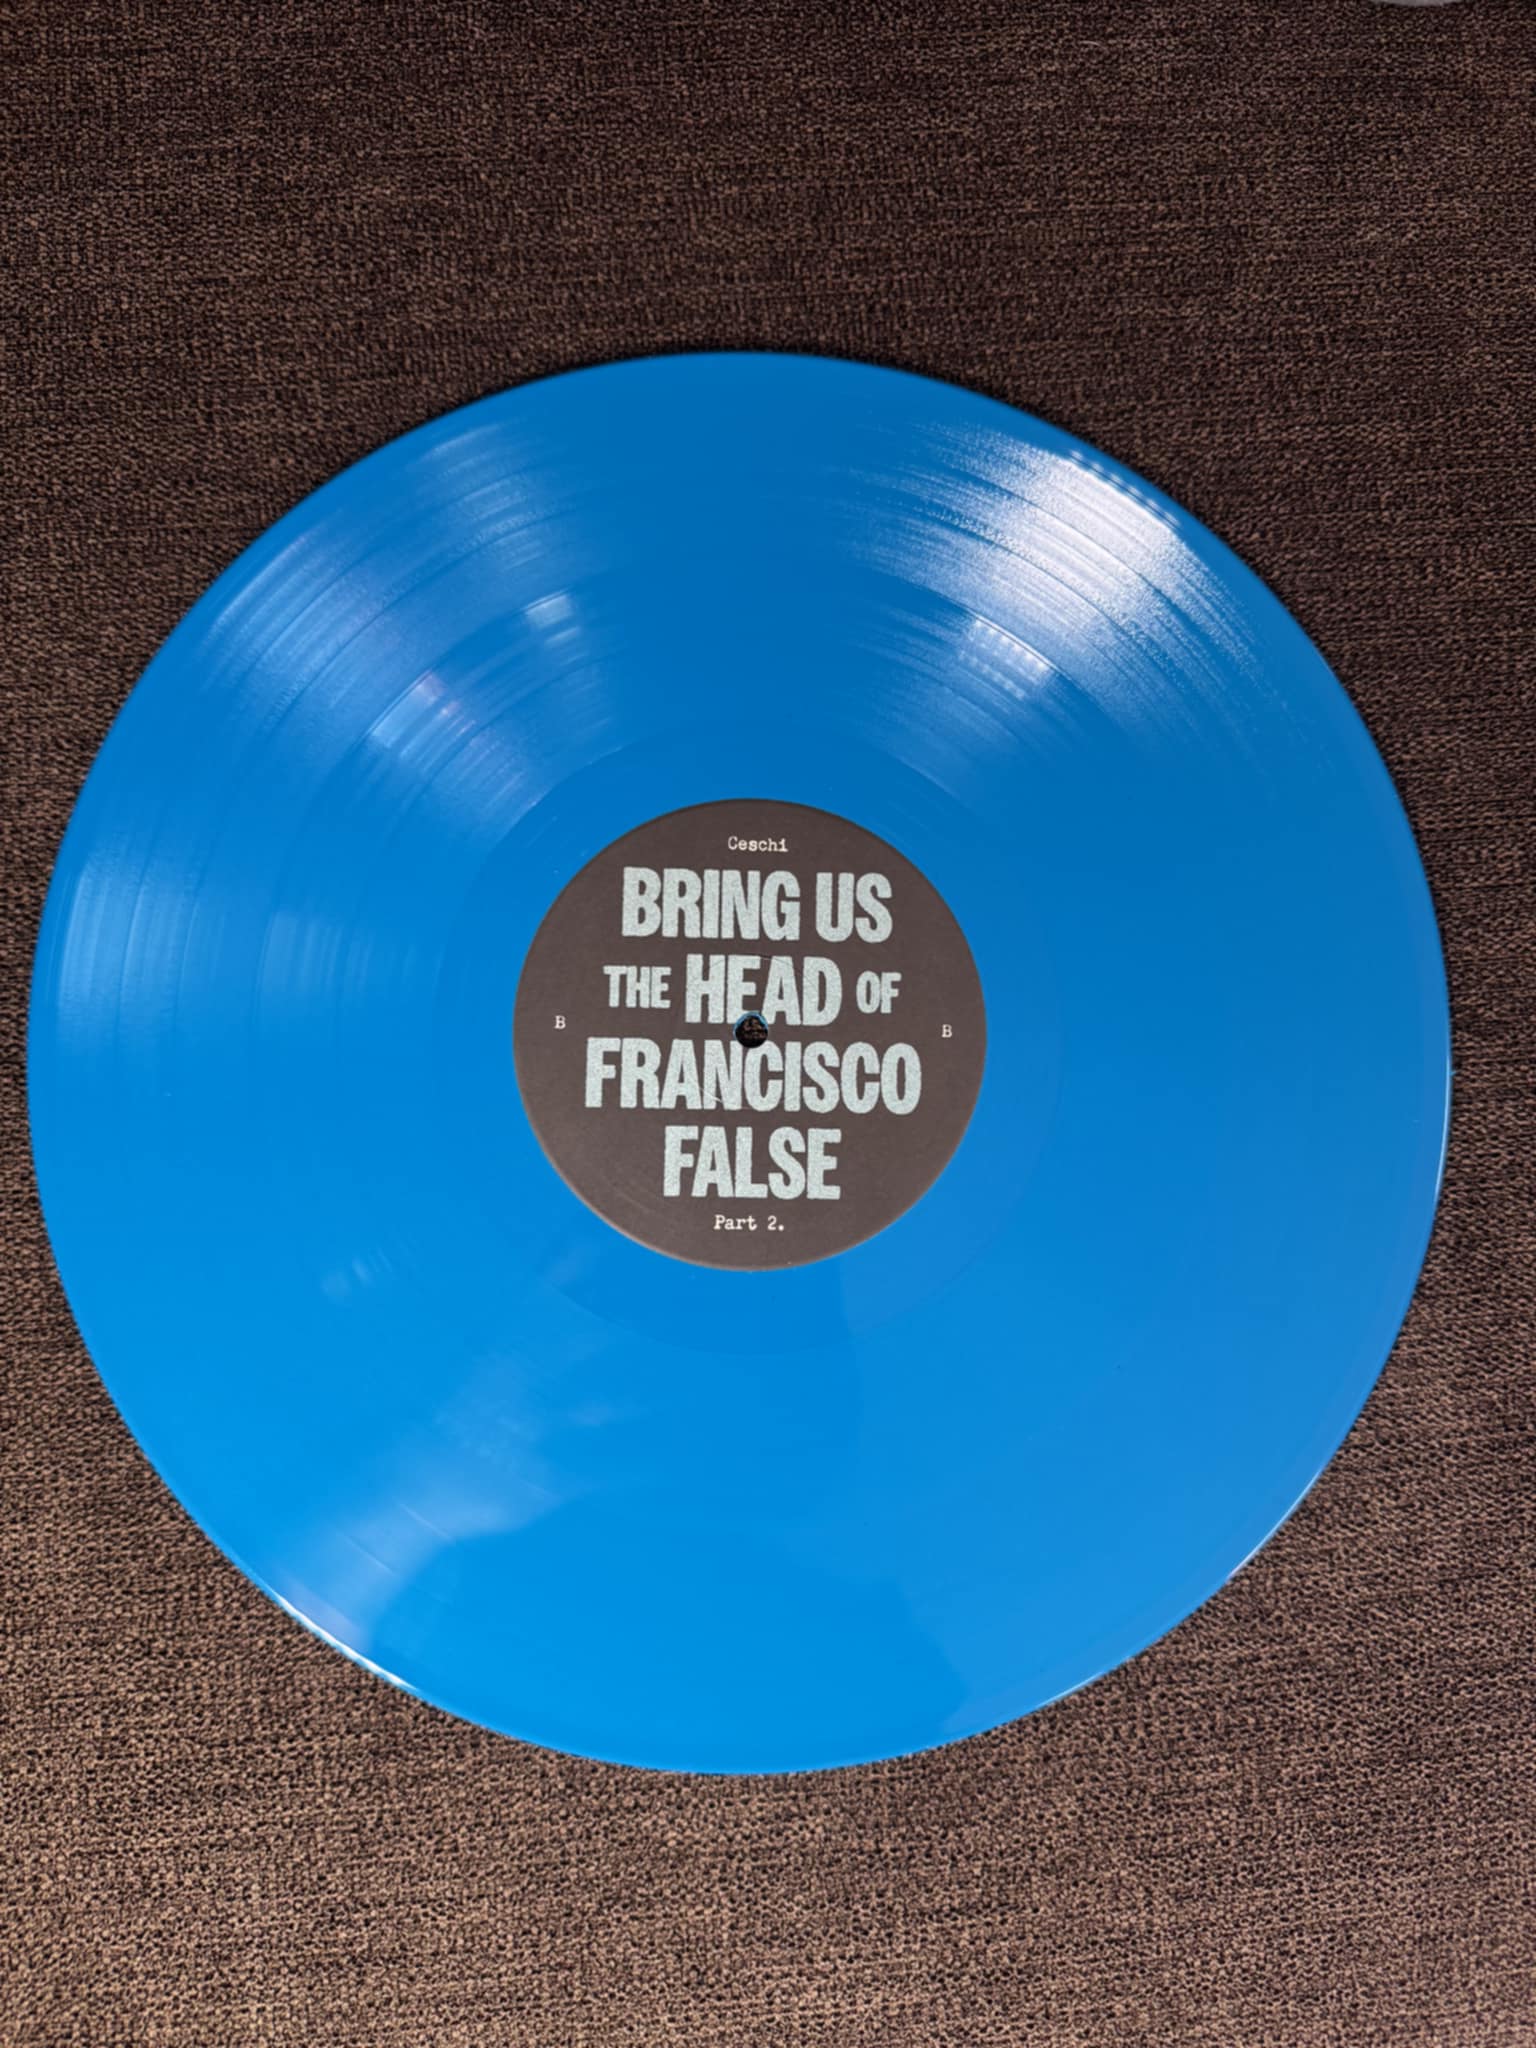 Ceschi
BRING US
THE HEAD OF
B B
FRANCISCO
FALSE
Part 2.